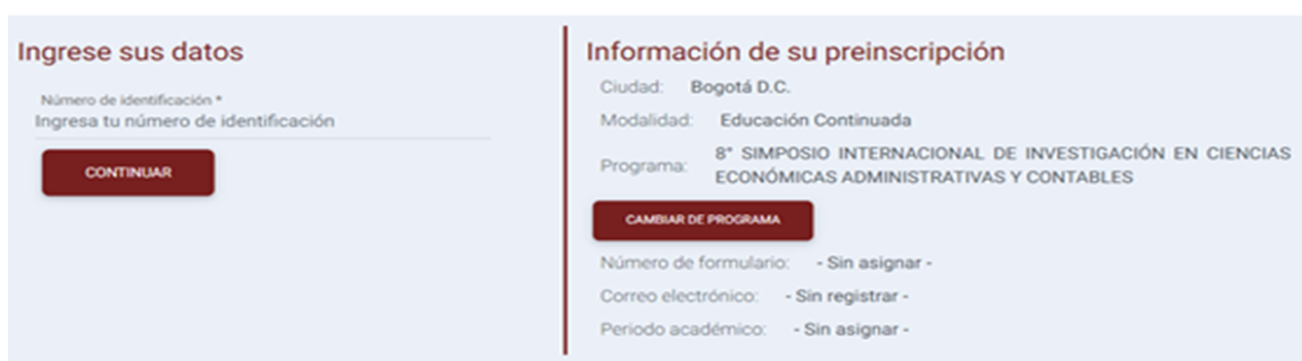 Ingrese sus datos
Número de identificación *
Ingresa tu número de identificación
CONTINUAR
Información de su preinscripción
Ciudad: Bogotá D.C.
Modalidad: Educación Continuada
Programa: 8° SIMPOSIO INTERNACIONAL DE INVESTIGACIÓN EN CIENCIAS
ECONÓMICAS ADMINISTRATIVAS Y CONTABLES
CAMBIAR DE PROGRAMA
Número de formulario: - Sin asignar -
Correo electrónico: - Sin registrar -
Periodo académico: - Sin asignar -